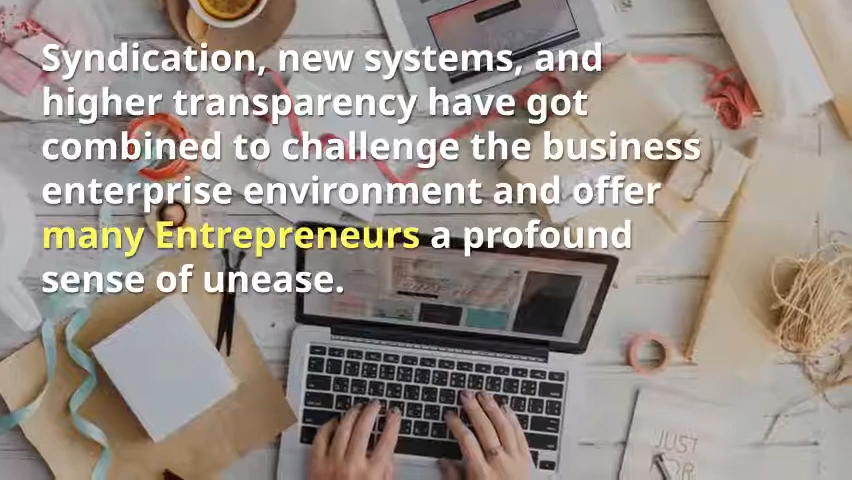 Syndication, new systems, and
higher transparency have got
combined to challenge the business
enterprise environment and offer
many Entrepreneurs a profound
sense of unease.
JUST